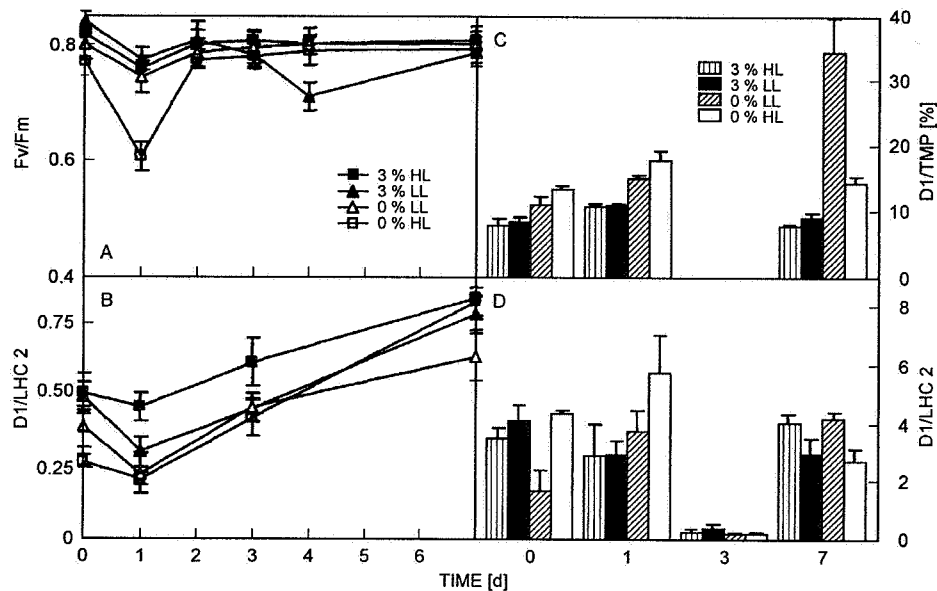 A
Fv/Fm
0.8
0.6
0.4
3 % HL
3 % LL
0 % LL
0 % HL
C
3 % HL
3 % LL
0 % LL
0 % HL
40
30
20
10
0
D1/TMP [%]
B
D1/LHC 2
0.75
0.50
0.25
0
0 1 2 3 4 5 6
D
8
6
4
2
0
D1/LHC 2
0 1 3 7
TIME [d]